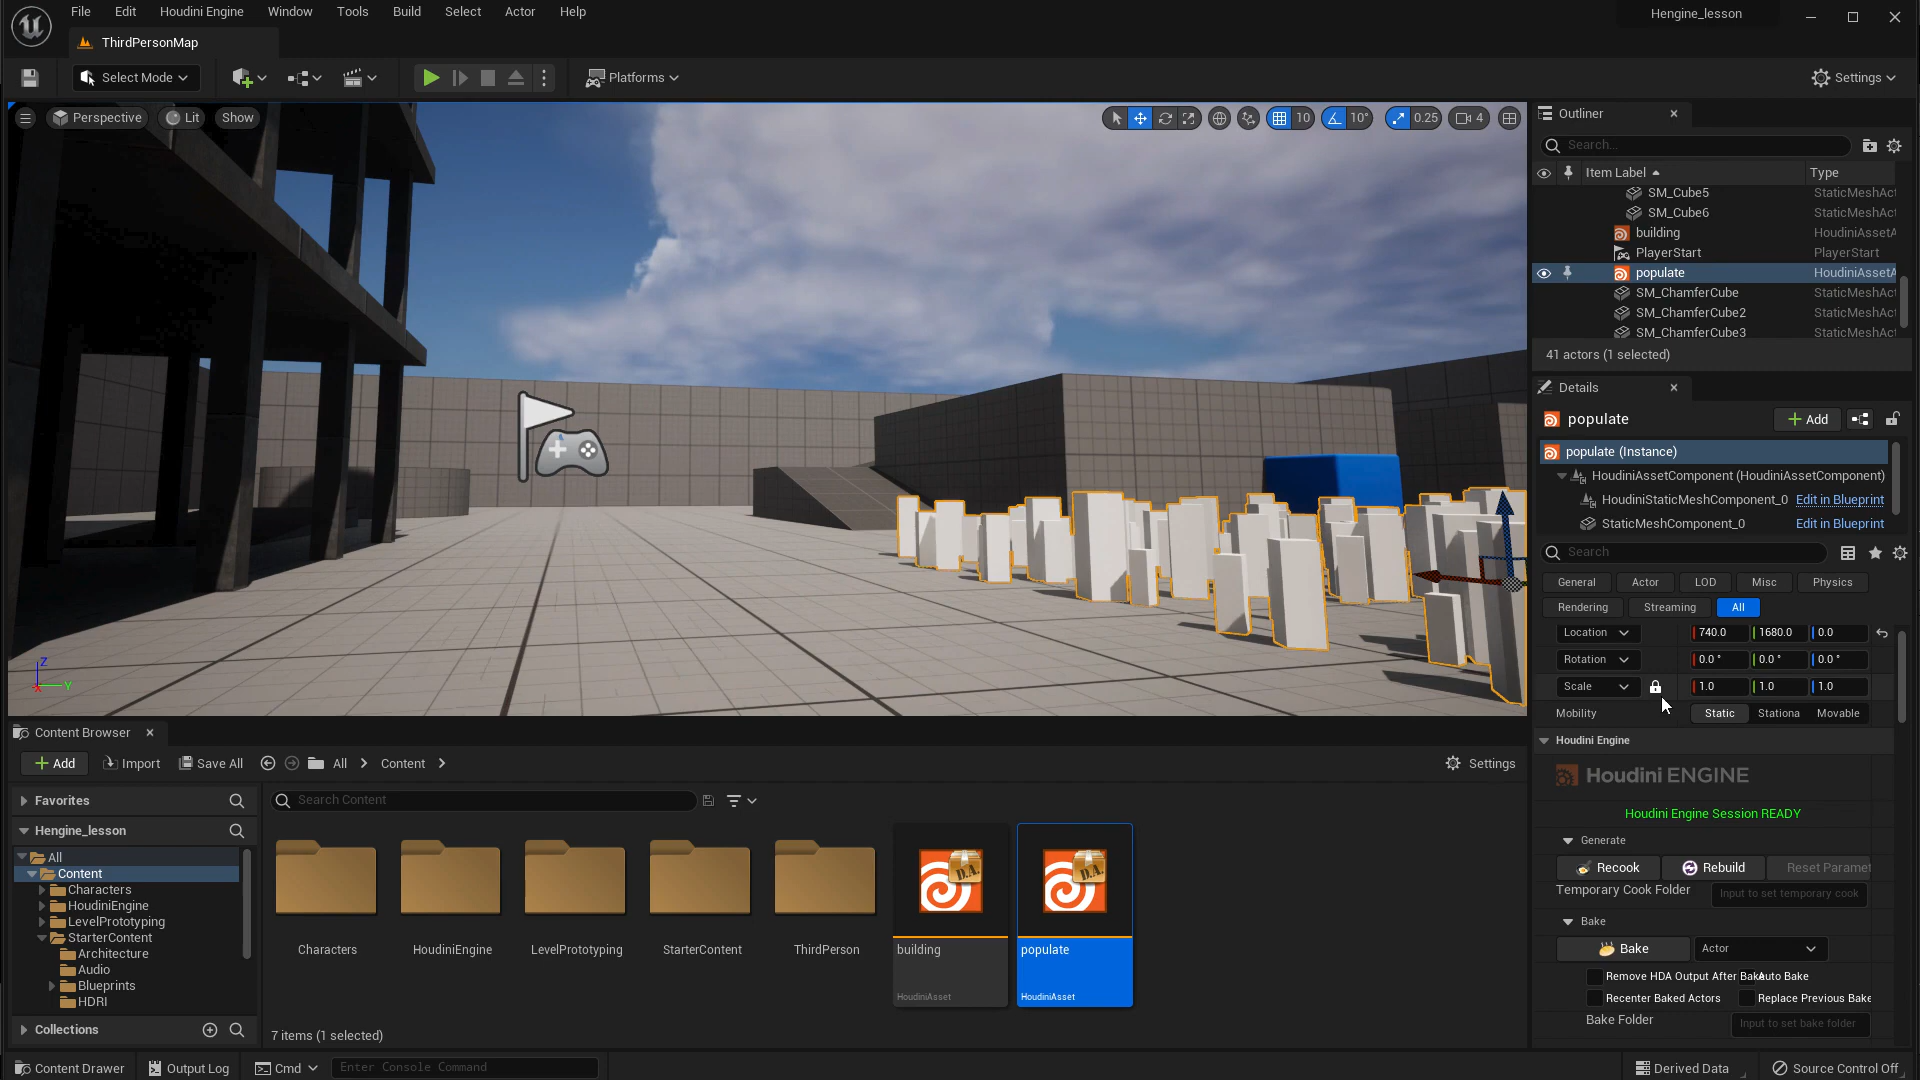 File Edit Houdini Engine Window Tools Build Select Actor Help
Hengine_lesson
ThirdPersonMap
Select Mode
Platforms
Settings
Perspective
Lit
Show
10
10°
0.25
4
Z
X
Y
Outliner
Search...
Item Label
Type
SM_Cube5 StaticMeshAct
SM_Cube6 StaticMeshAct
building HoudiniAssetA
PlayerStart PlayerStart
populate HoudiniAssetA
SM_ChamferCube StaticMeshAct
SM_ChamferCube2 StaticMeshAct
SM_ChamferCube3 StaticMeshAct
41 actors (1 selected)
Details
populate
Add
populate (Instance)
HoudiniAssetComponent (HoudiniAssetComponent)
HoudiniStaticMeshComponent_0 Edit in Blueprint
StaticMeshComponent_0 Edit in Blueprint
Search
General Actor LOD Misc Physics
Rendering Streaming All
Location 740.0 1680.0 0.0
Rotation 0.0 ° 0.0 ° 0.0 °
Scale 1.0 1.0 1.0
Mobility Static Stationa Movable
Houdini Engine
Houdini ENGINE
Houdini Engine Session READY
Generate
Recook Rebuild Reset Paramet
Temporary Cook Folder Input to set temporary cook
Bake
Bake Actor
Remove HDA Output After Bake Auto Bake
Recenter Baked Actors Replace Previous Bake
Bake Folder Input to set bake folder
Content Browser
Add Import Save All All Content Settings
Favorites
Hengine_lesson
All
Content
Characters
HoudiniEngine
LevelPrototyping
StarterContent
Architecture
Audio
Blueprints
HDRI
Collections
Search Content
Characters HoudiniEngine LevelPrototyping StarterContent ThirdPerson
D.A. D.A.
building populate
HoudiniAsset HoudiniAsset
7 items (1 selected)
Content Drawer Output Log Cmd Enter Console Command
Derived Data Source Control Off